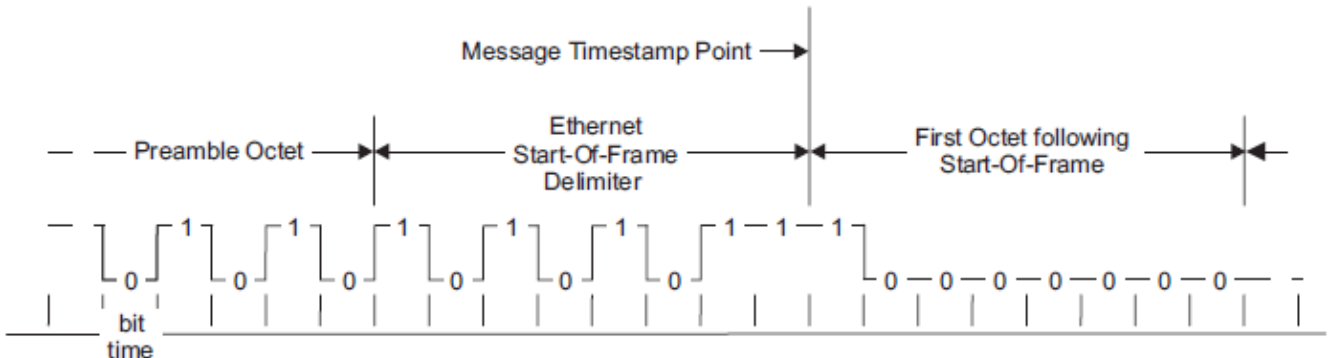 Message Timestamp Point
Preamble Octet
Ethernet
Start-Of-Frame
Delimiter
First Octet following
Start-Of-Frame
1 1 1 1 1 1 1 1
0 0 0 0 0 0 0 0 0 0 0 0 0
bit
time